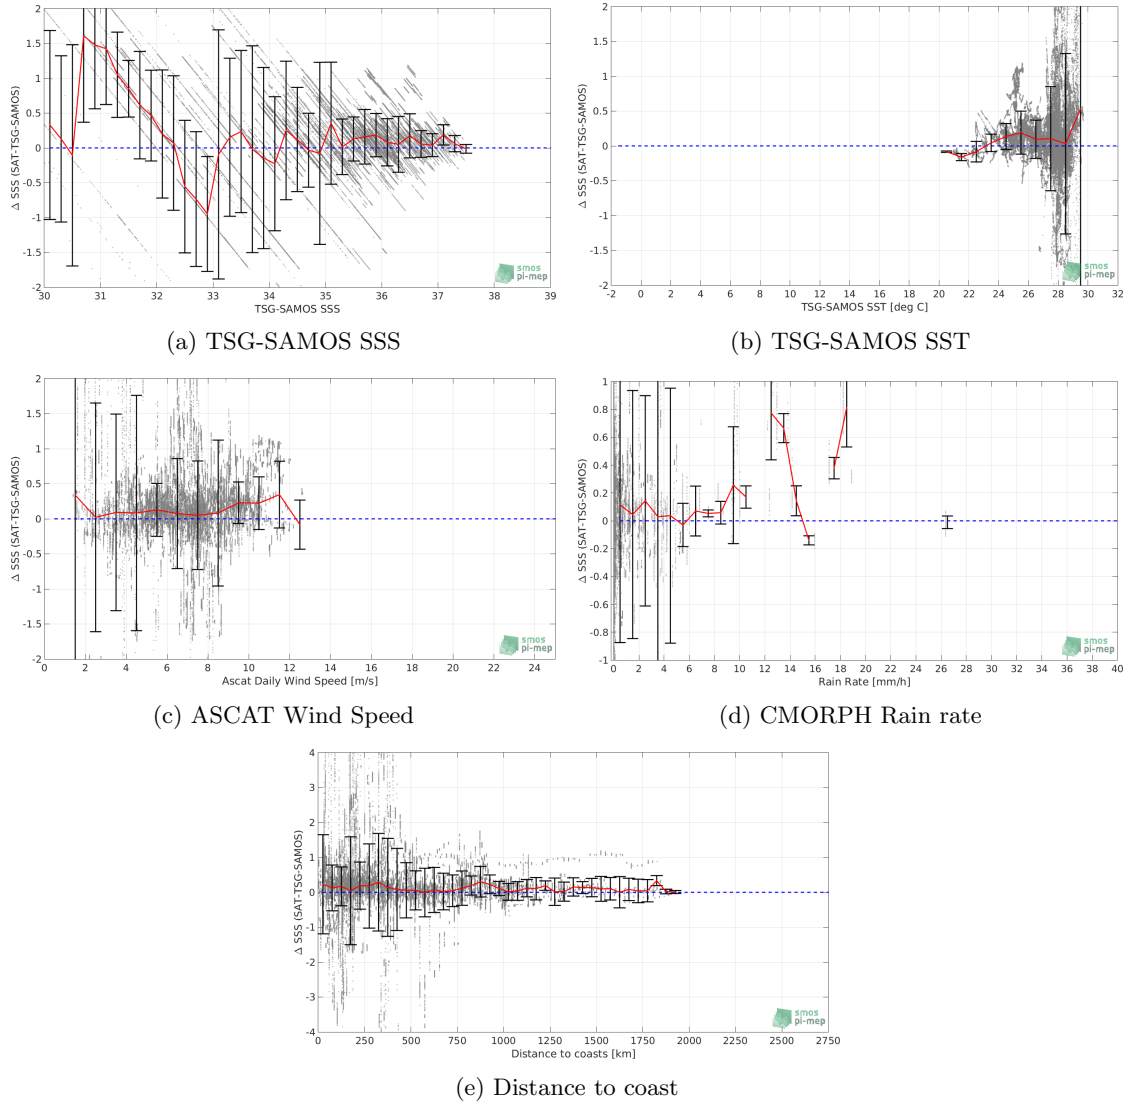 2
1.5
1
0.5
0
-0.5
-1
-1.5
-2
Δ SSS (SAT-TSG-SAMOS)
30 31 32 33 34 35 36 37 38 39
TSG-SAMOS SSS
smos
pi-mep
(a) TSG-SAMOS SSS
2
1.5
1
0.5
0
-0.5
-1
-1.5
-2
Δ SSS (SAT-TSG-SAMOS)
-2 0 2 4 6 8 10 12 14 16 18 20 22 24 26 28 30 32
TSG-SAMOS SST [deg C]
smos
pi-mep
(b) TSG-SAMOS SST
2
1.5
1
0.5
0
-0.5
-1
-1.5
-2
Δ SSS (SAT-TSG-SAMOS)
0 2 4 6 8 10 12 14 16 18 20 22 24
Ascat Daily Wind Speed [m/s]
smos
pi-mep
(c) ASCAT Wind Speed
1
0.8
0.6
0.4
0.2
0
-0.2
-0.4
-0.6
-0.8
-1
Δ SSS (SAT-TSG-SAMOS)
0 2 4 6 8 10 12 14 16 18 20 22 24 26 28 30 32 34 36 38 40
Rain Rate [mm/h]
smos
pi-mep
(d) CMORPH Rain rate
4
3
2
1
0
-1
-2
-3
-4
Δ SSS (SAT-TSG-SAMOS)
0 250 500 750 1000 1250 1500 1750 2000 2250 2500 2750
Distance to coasts [km]
smos
pi-mep
(e) Distance to coast